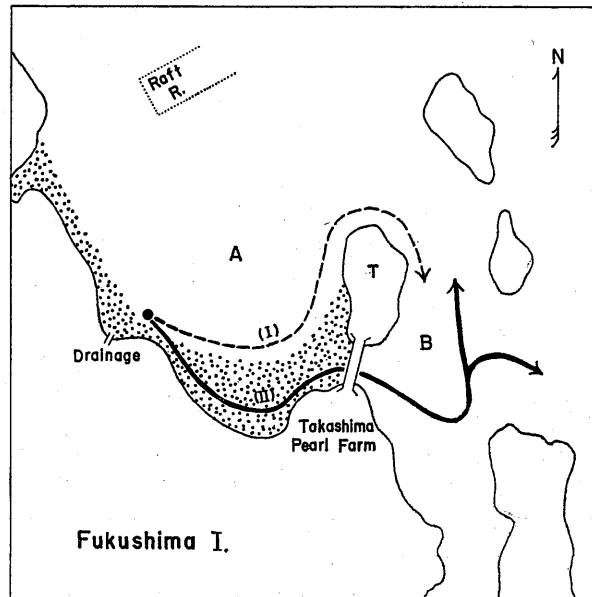 Raft
R.
N
A
T
(I)
B
Drainage
(II)
Takashima
Pearl Farm
Fukushima I.